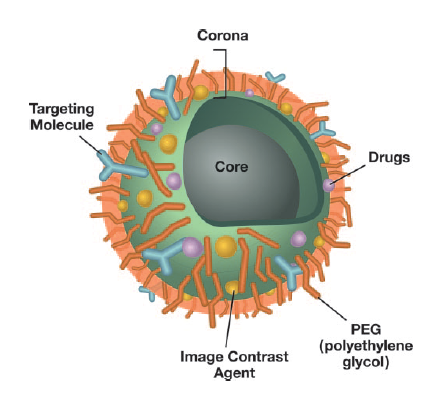 Corona
Targeting
Molecule
Core
Drugs
PEG
(polyethylene
glycol)
Image Contrast
Agent